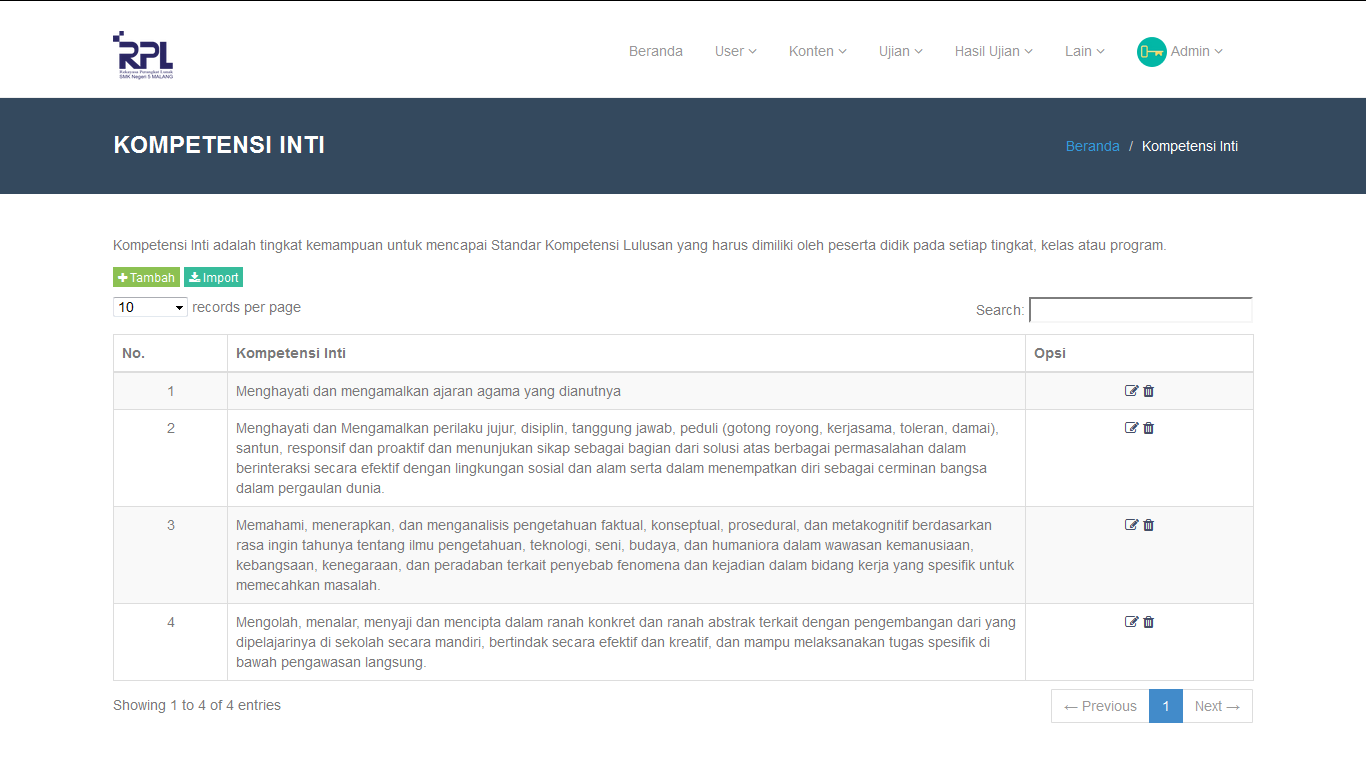 RPL
Rekayasa Perangkat Lunak
SMK Negeri 5 MALANG
Beranda User Konten Ujian Hasil Ujian Lain Admin
KOMPETENSI INTI
Beranda / Kompetensi Inti
Kompetensi Inti adalah tingkat kemampuan untuk mencapai Standar Kompetensi Lulusan yang harus dimiliki oleh peserta didik pada setiap tingkat, kelas atau program.
Tambah Import
10 records per page
Search:
No. Kompetensi Inti Opsi
1 Menghayati dan mengamalkan ajaran agama yang dianutnya
2 Menghayati dan Mengamalkan perilaku jujur, disiplin, tanggung jawab, peduli (gotong royong, kerjasama, toleran, damai),
santun, responsif dan proaktif dan menunjukan sikap sebagai bagian dari solusi atas berbagai permasalahan dalam
berinteraksi secara efektif dengan lingkungan sosial dan alam serta dalam menempatkan diri sebagai cerminan bangsa
dalam pergaulan dunia.
3 Memahami, menerapkan, dan menganalisis pengetahuan faktual, konseptual, prosedural, dan metakognitif berdasarkan
rasa ingin tahunya tentang ilmu pengetahuan, teknologi, seni, budaya, dan humaniora dalam wawasan kemanusiaan,
kebangsaan, kenegaraan, dan peradaban terkait penyebab fenomena dan kejadian dalam bidang kerja yang spesifik untuk
memecahkan masalah.
4 Mengolah, menalar, menyaji dan mencipta dalam ranah konkret dan ranah abstrak terkait dengan pengembangan dari yang
dipelajarinya di sekolah secara mandiri, bertindak secara efektif dan kreatif, dan mampu melaksanakan tugas spesifik di
bawah pengawasan langsung.
Showing 1 to 4 of 4 entries
← Previous 1 Next →